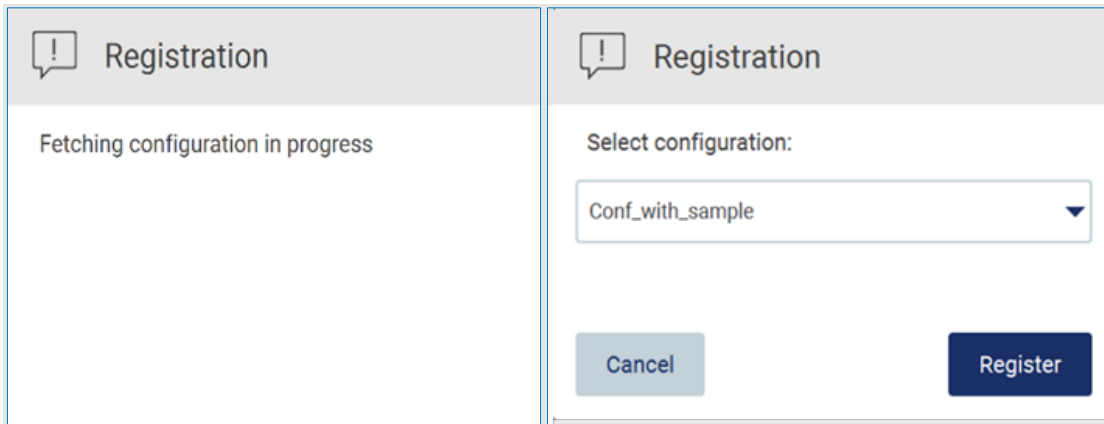 Registration
Fetching configuration in progress
Registration
Select configuration:
Conf_with_sample
Cancel
Register